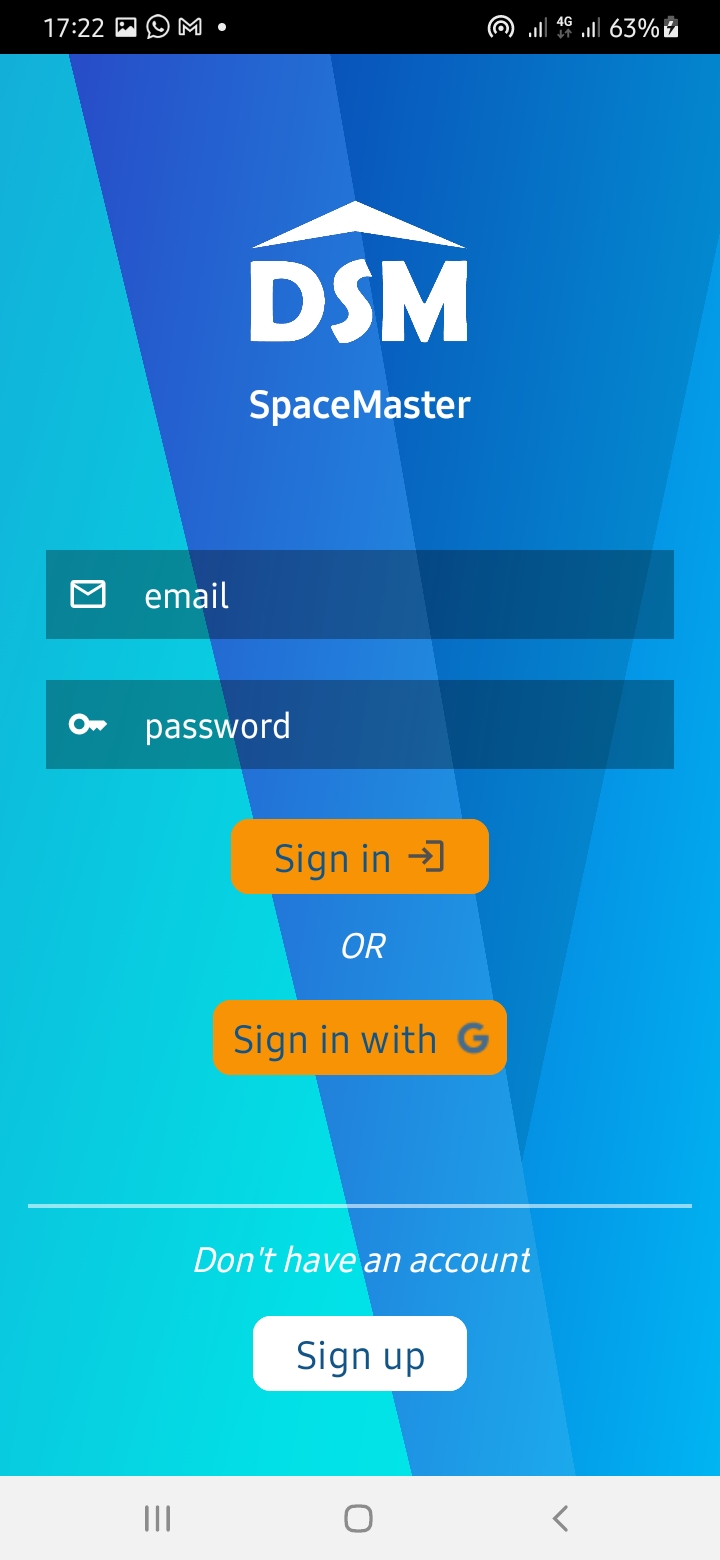 17:22 4G 63%
DSM
SpaceMaster
email
password
Sign in
OR
Sign in with G
Don't have an account
Sign up